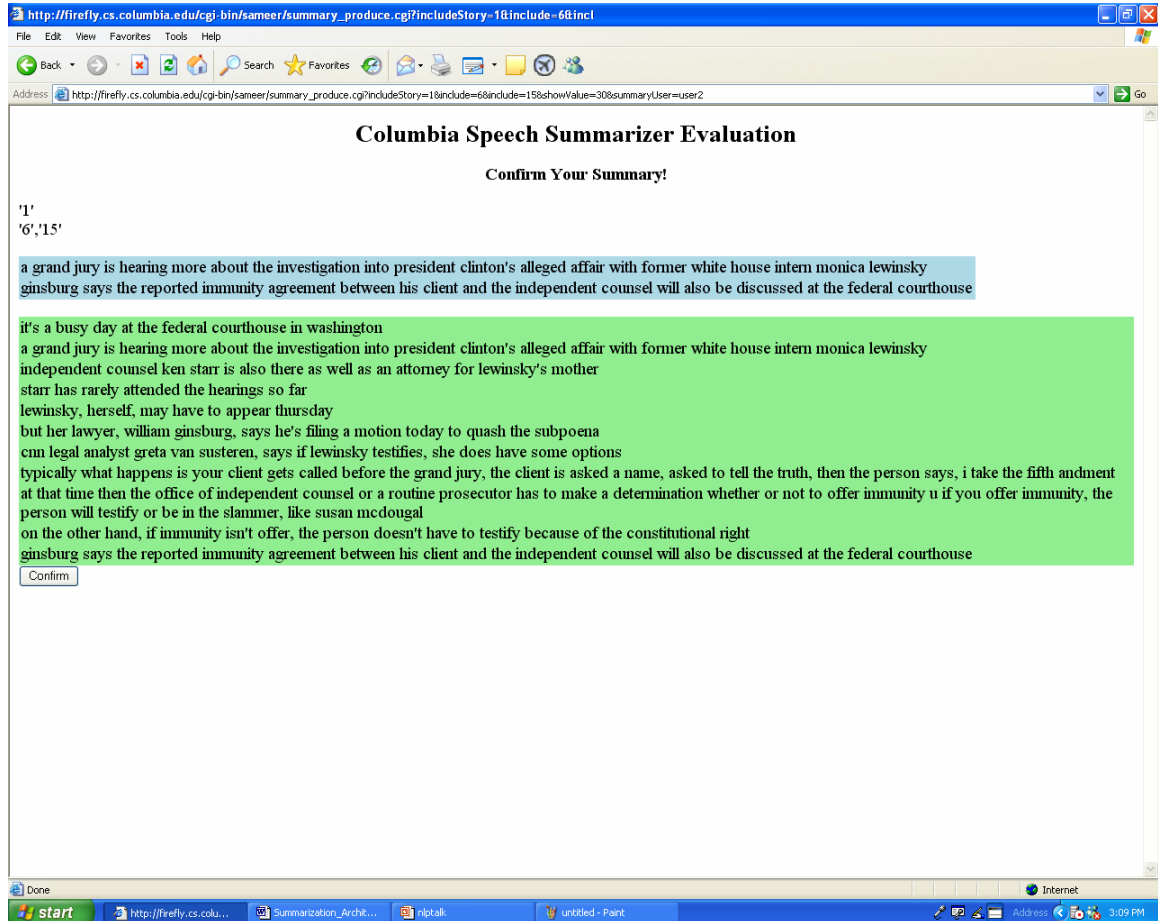 http://firefly.cs.columbia.edu/cgi-bin/sameer/summary_produce.cgi?includeStory=1&include=6&incl
File Edit View Favorites Tools Help
Back Search Favorites
Address http://firefly.cs.columbia.edu/cgi-bin/sameer/summary_produce.cgi?includeStory=1&include=6&include=15&showValue=30&summaryUser=user2 Go
Columbia Speech Summarizer Evaluation
Confirm Your Summary!
'1'
'6','15'
a grand jury is hearing more about the investigation into president clinton's alleged affair with former white house intern monica lewinsky
ginsburg says the reported immunity agreement between his client and the independent counsel will also be discussed at the federal courthouse
it's a busy day at the federal courthouse in washington
a grand jury is hearing more about the investigation into president clinton's alleged affair with former white house intern monica lewinsky
independent counsel ken starr is also there as well as an attorney for lewinsky's mother
starr has rarely attended the hearings so far
lewinsky, herself, may have to appear thursday
but her lawyer, william ginsburg, says he's filing a motion today to quash the subpoena
cnn legal analyst greta van susteren, says if lewinsky testifies, she does have some options
typically what happens is your client gets called before the grand jury, the client is asked a name, asked to tell the truth, then the person says, i take the fifth andment
at that time then the office of independent counsel or a routine prosecutor has to make a determination whether or not to offer immunity u if you offer immunity, the
person will testify or be in the slammer, like susan mcdougal
on the other hand, if immunity isn't offer, the person doesn't have to testify because of the constitutional right
ginsburg says the reported immunity agreement between his client and the independent counsel will also be discussed at the federal courthouse
Confirm
Done Internet
start http://firefly.cs.colu... Summarization_Archit... nlptalk untitled - Paint Address 3:09 PM